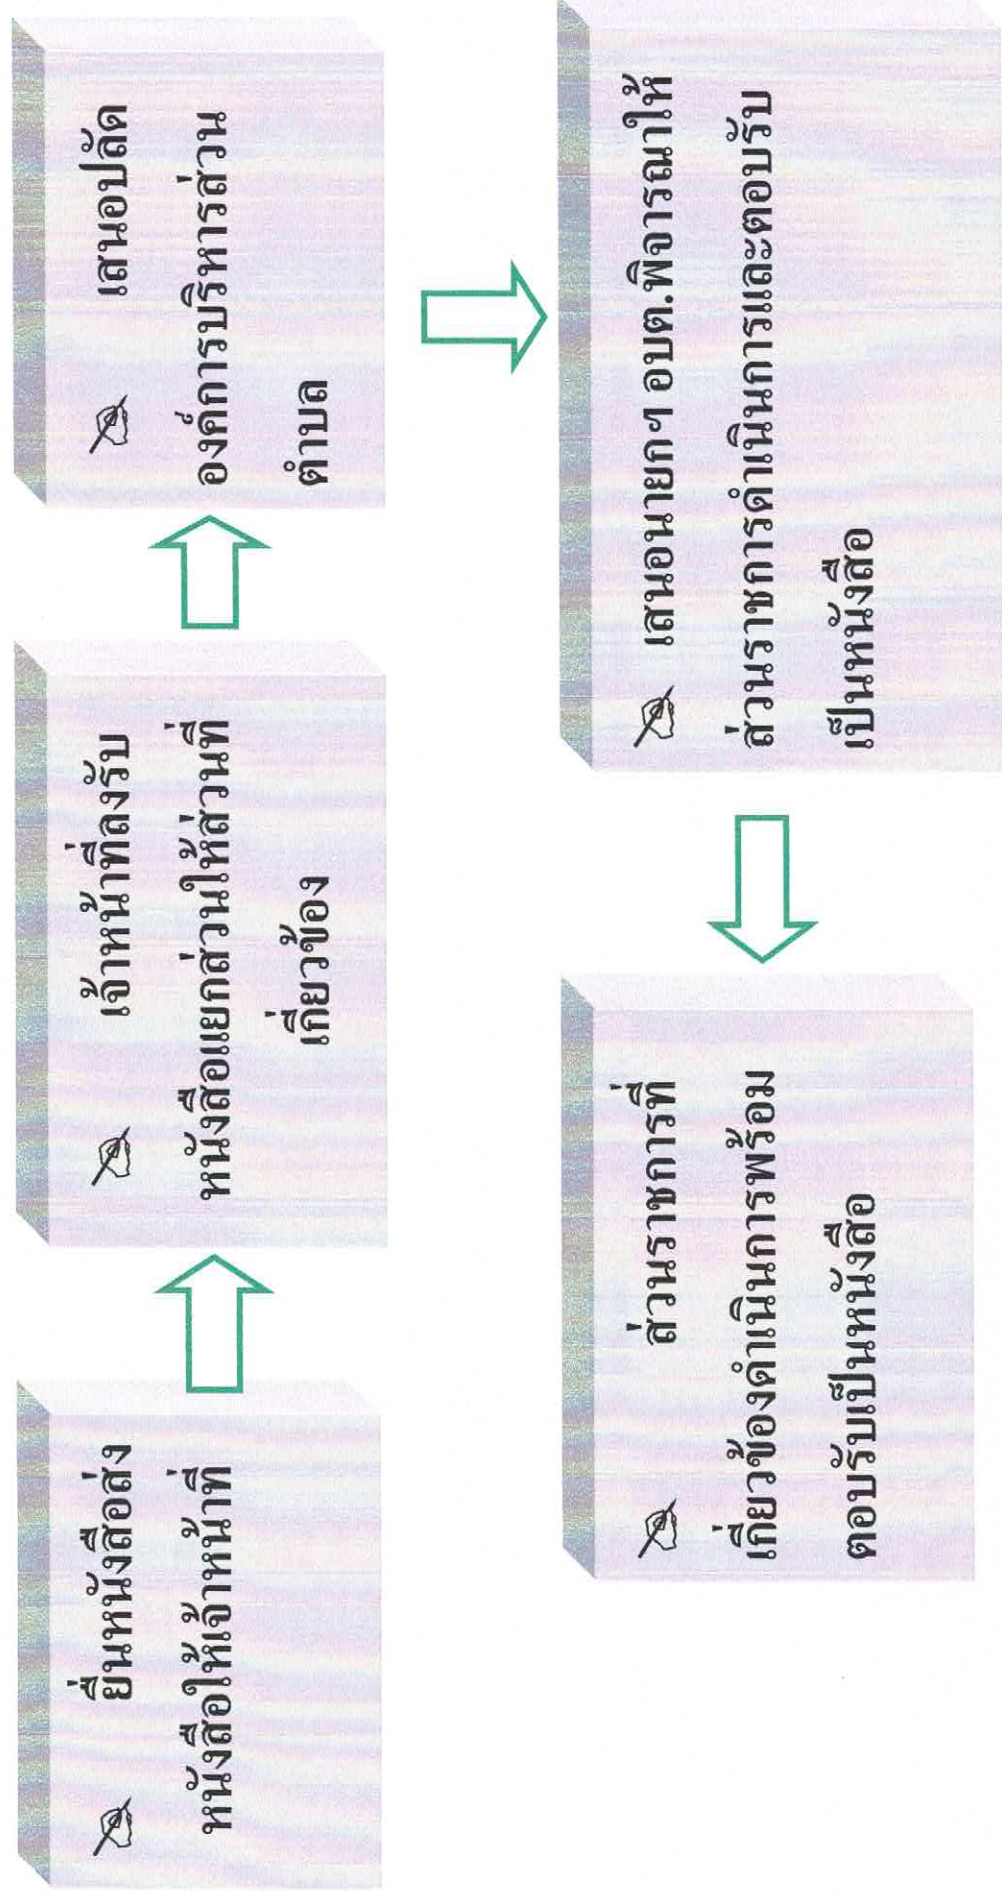 ยื่นหนังสือส่ง
หนังสือให้เจ้าหน้าที่
เจ้าหน้าที่ลงรับ
หนังสือแยกส่วนให้ส่วนที่
เกี่ยวข้อง
เสนอปลัด
องค์การบริหารส่วน
ตำบล
เสนอนายกฯ อบต.พิจารณาให้
ส่วนราชการดำเนินการและตอบรับ
เป็นหนังสือ
ส่วนราชการที่
เกี่ยวข้องดำเนินการพร้อม
ตอบรับเป็นหนังสือ